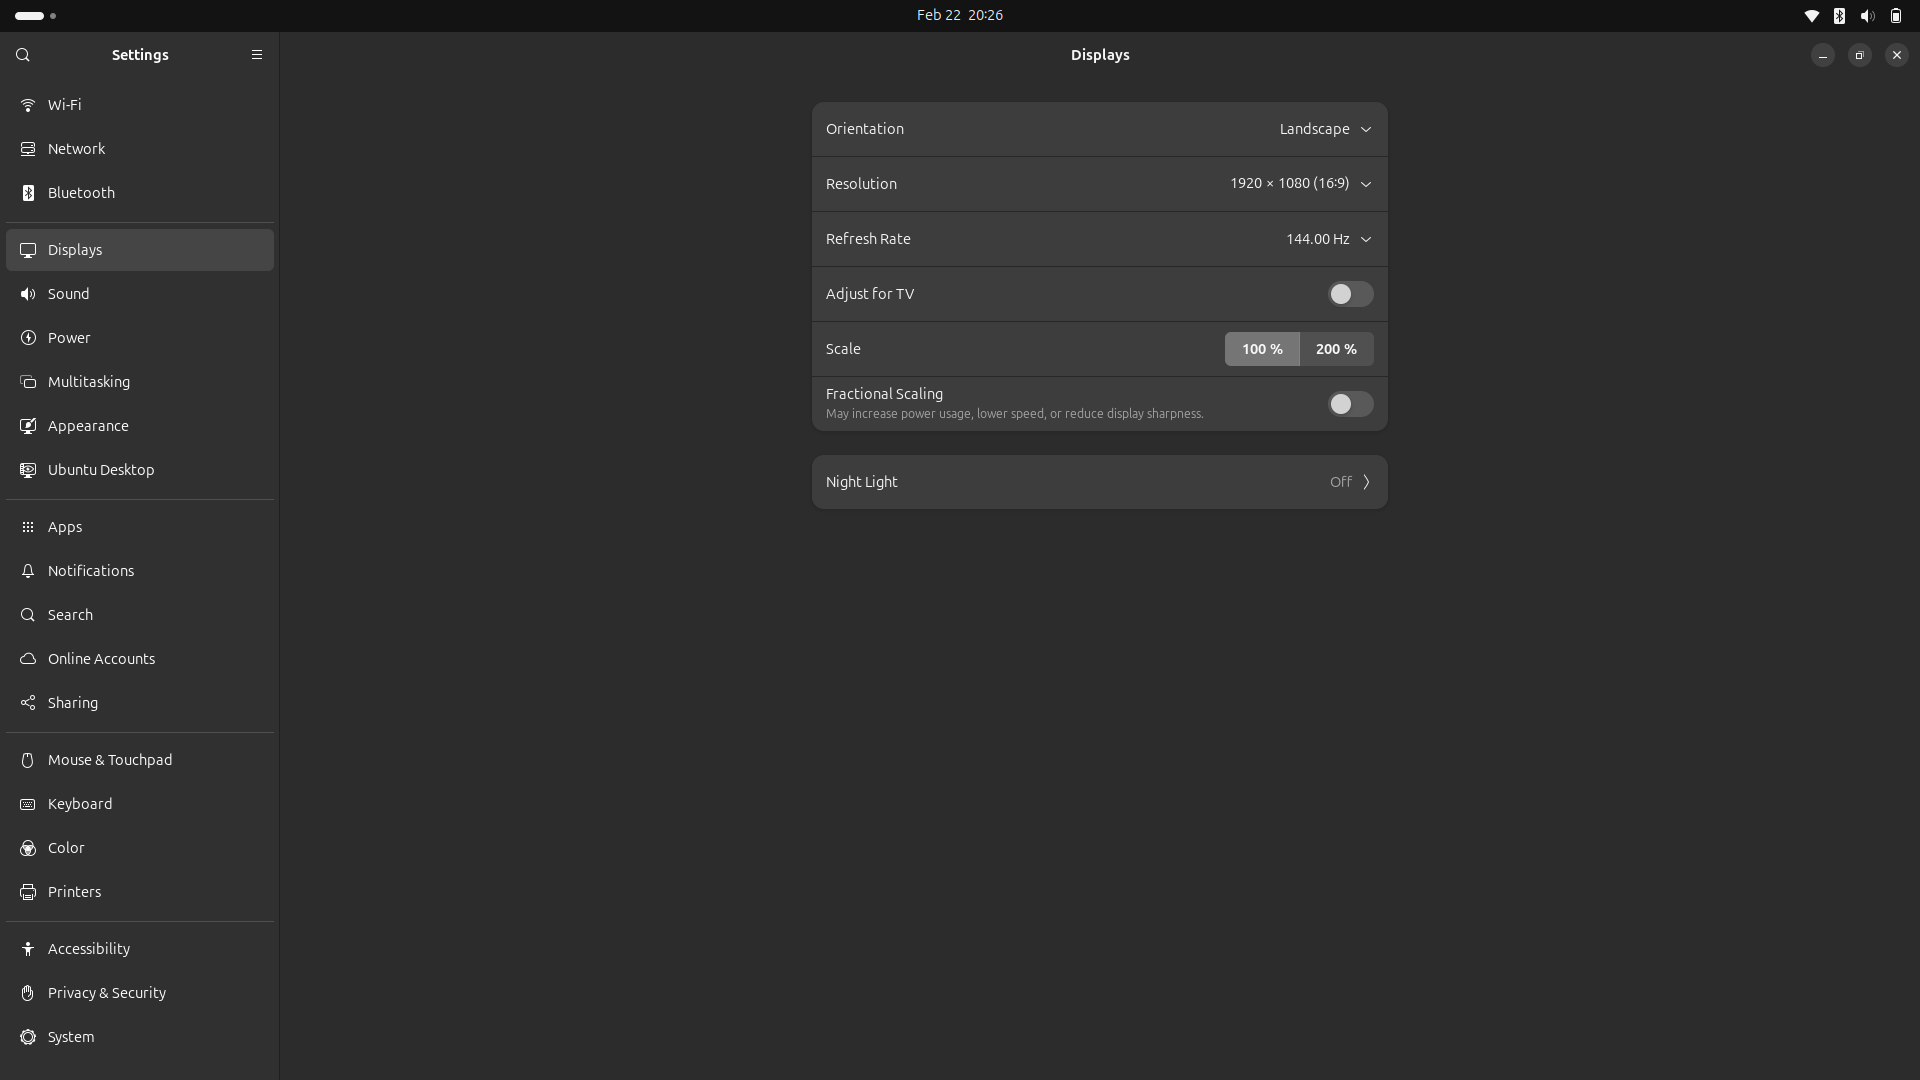 Feb 22 20:26
Settings
Displays
Wi-Fi
Network
Bluetooth
Displays
Sound
Power
Multitasking
Appearance
Ubuntu Desktop
Apps
Notifications
Search
Online Accounts
Sharing
Mouse & Touchpad
Keyboard
Color
Printers
Accessibility
Privacy & Security
System
Orientation Landscape
Resolution 1920 × 1080 (16:9)
Refresh Rate 144.00 Hz
Adjust for TV
Scale 100 % 200 %
Fractional Scaling
May increase power usage, lower speed, or reduce display sharpness.
Night Light Off